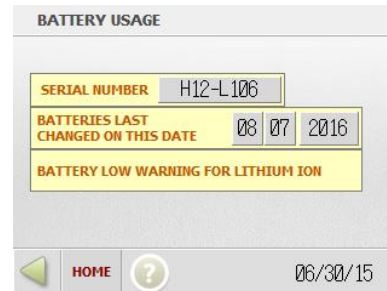 BATTERY USAGE
SERIAL NUMBER H12-L106
BATTERIES LAST
CHANGED ON THIS DATE 08 07 2016
BATTERY LOW WARNING FOR LITHIUM ION
HOME ? 06/30/15